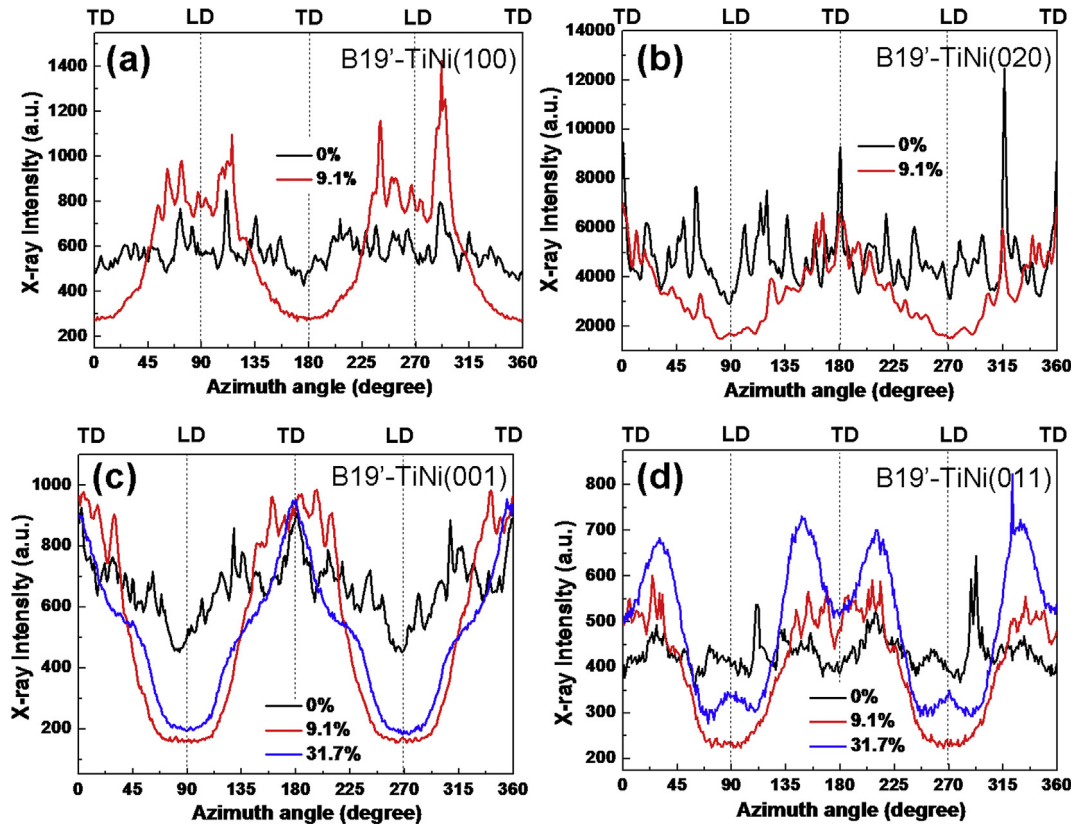 TD LD TD LD TD
(a) B19'-TiNi(100)
X-ray Intensity (a.u.)
1400
1200
1000
800
600
400
200
0%
9.1%
0 45 90 135 180 225 270 315 360
Azimuth angle (degree)
TD LD TD LD TD
(b) B19'-TiNi(020)
X-ray Intensity (a.u.)
14000
12000
10000
8000
6000
4000
2000
0%
9.1%
0 45 90 135 180 225 270 315 360
Azimuth angle (degree)
TD LD TD LD TD
(c) B19'-TiNi(001)
X-ray Intensity (a.u.)
1000
800
600
400
200
0%
9.1%
31.7%
0 45 90 135 180 225 270 315 360
Azimuth angle (degree)
TD LD TD LD TD
(d) B19'-TiNi(011)
X-ray Intensity (a.u.)
800
700
600
500
400
300
200
0%
9.1%
31.7%
0 45 90 135 180 225 270 315 360
Azimuth angle (degree)